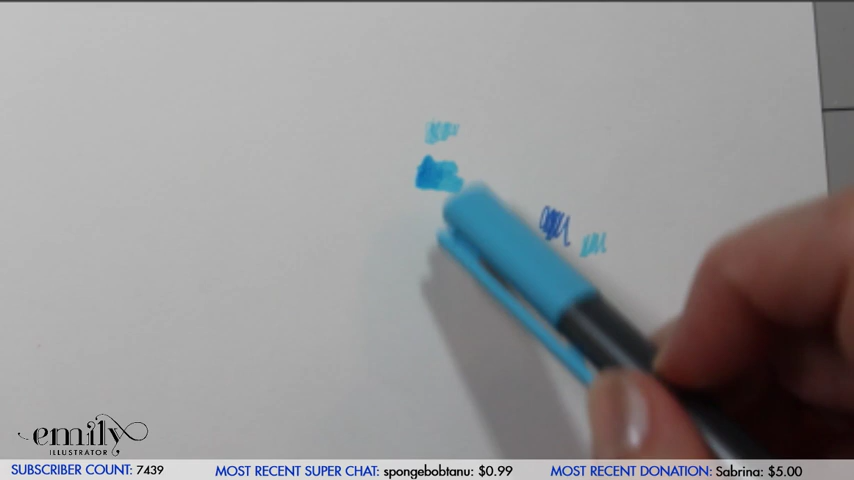 emily
ILLUSTRATOR
SUBSCRIBER COUNT: 7439 MOST RECENT SUPER CHAT: spongebobtanu: $0.99 MOST RECENT DONATION: Sabrina: $5.00